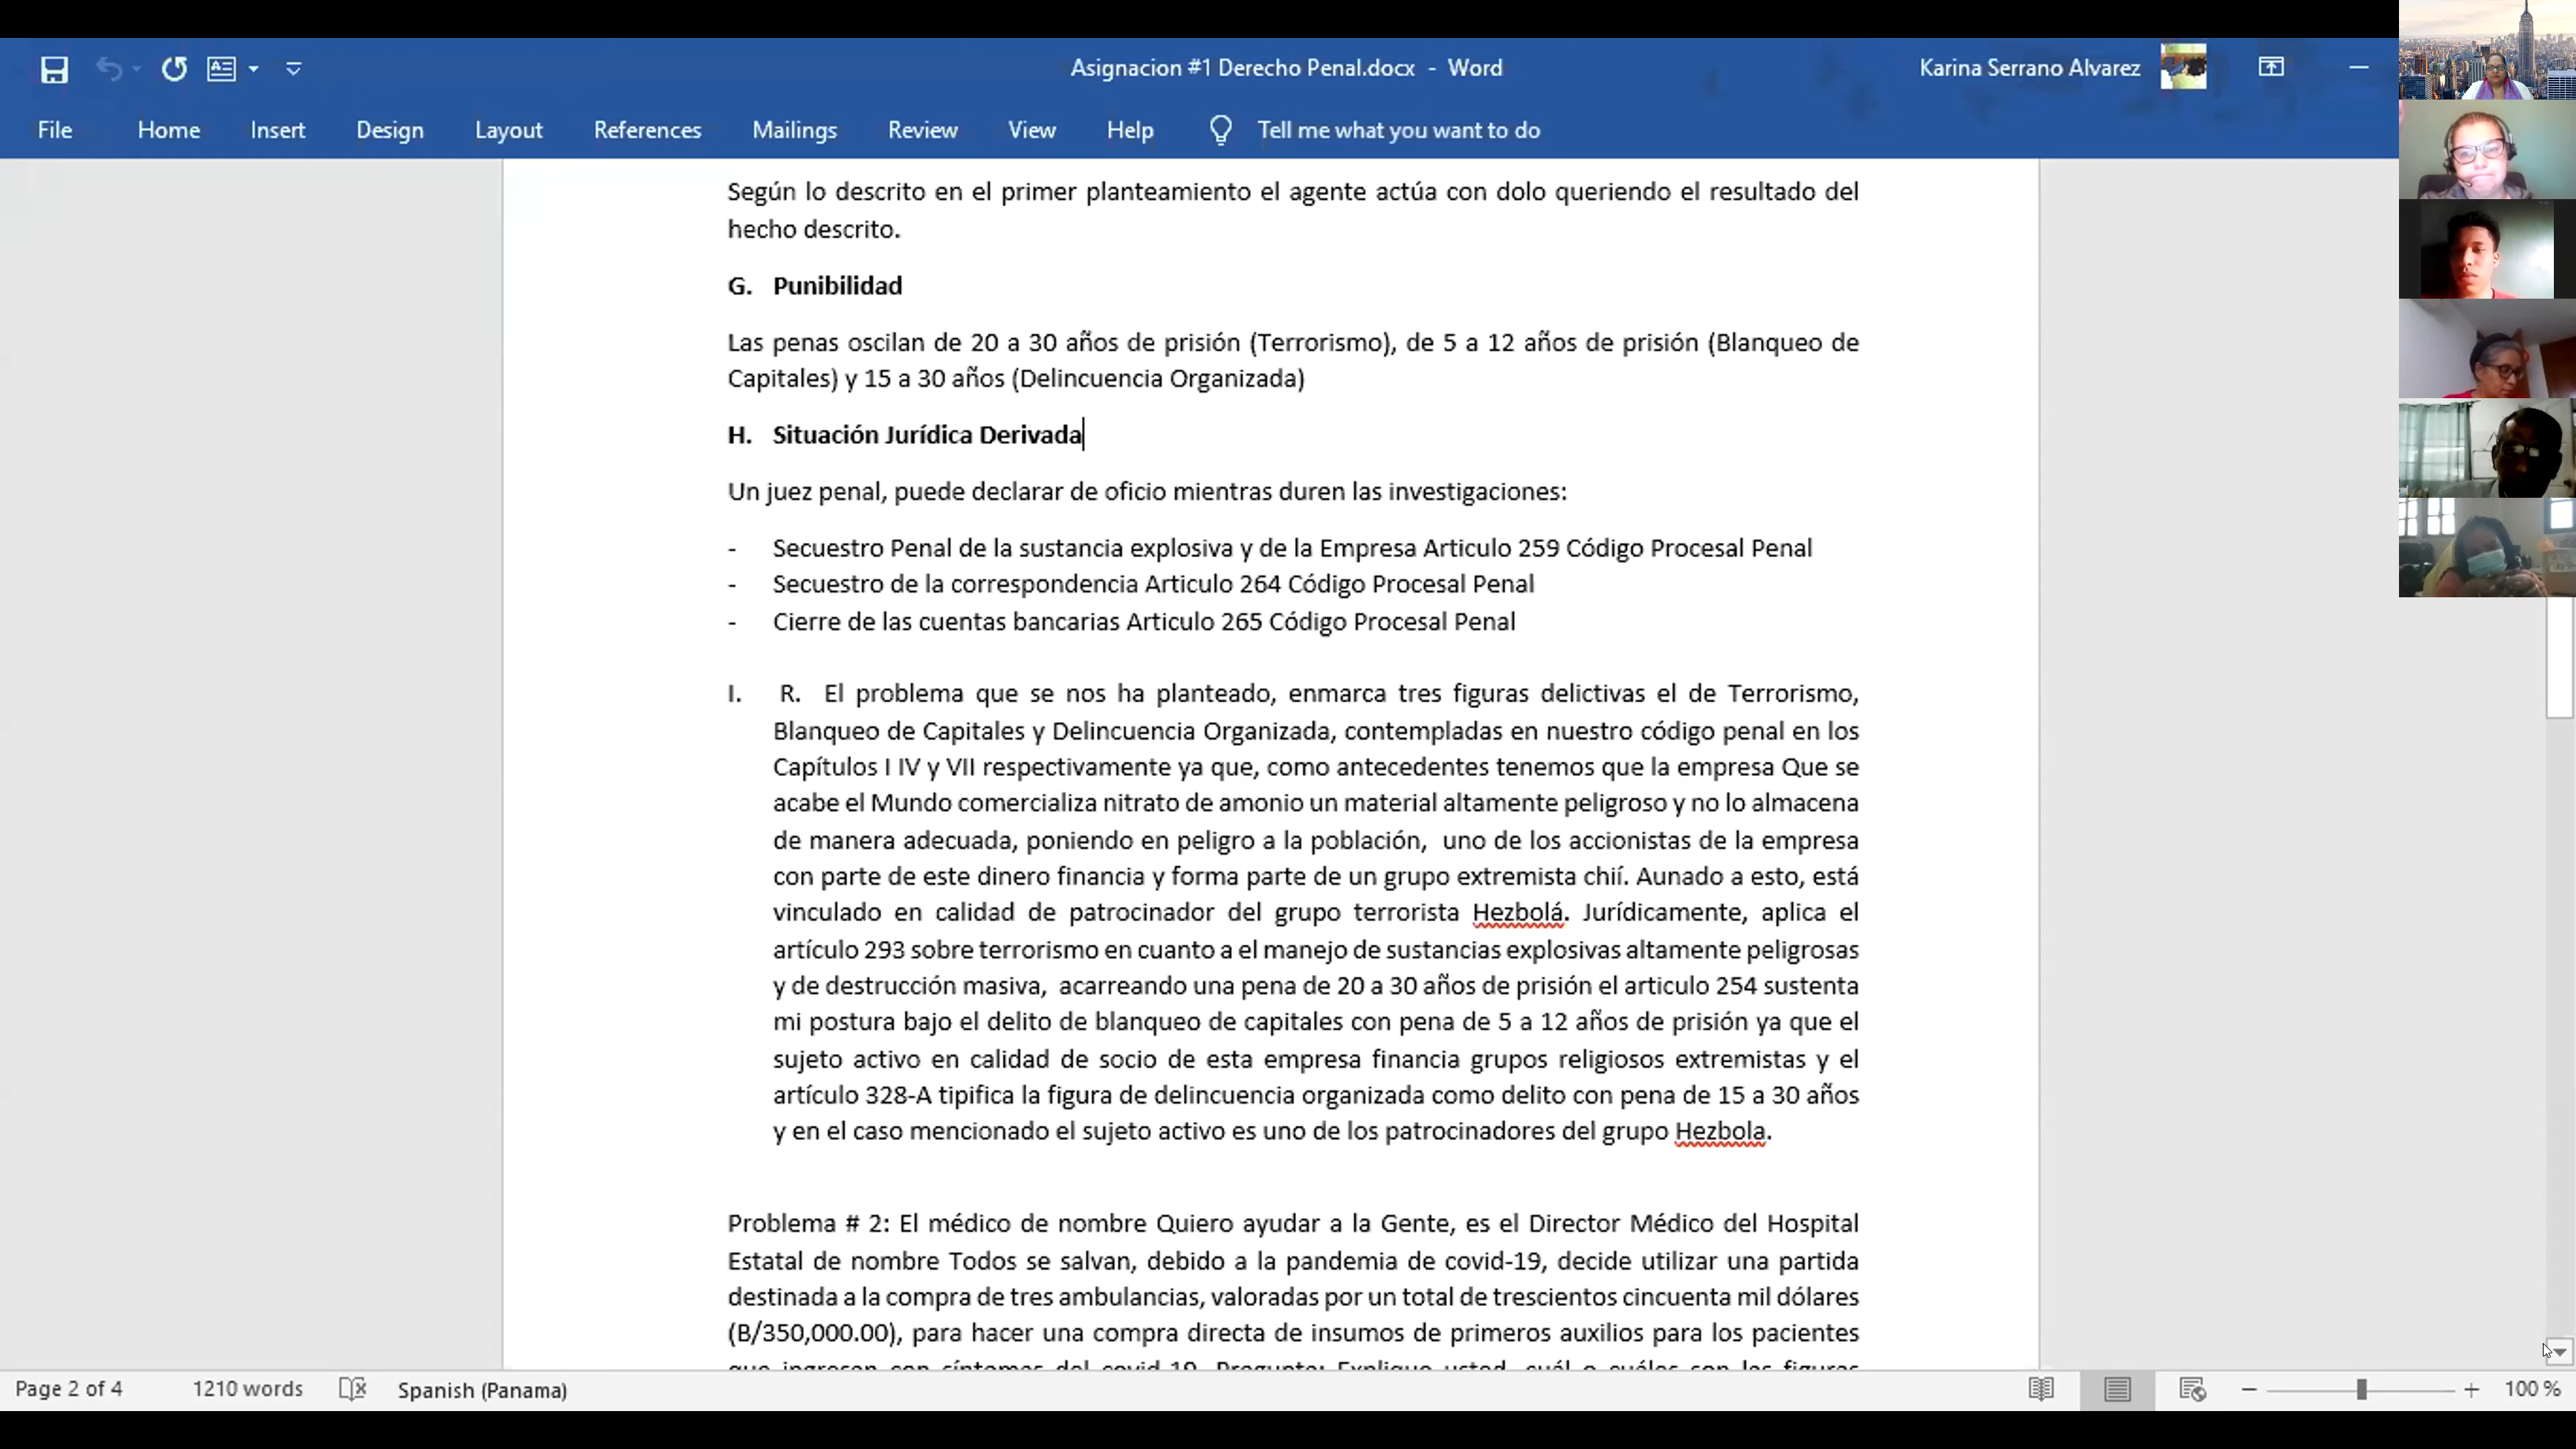 Asignacion #1 Derecho Penal.docx - Word
Karina Serrano Alvarez
File Home Insert Design Layout References Mailings Review View Help Tell me what you want to do
Según lo descrito en el primer planteamiento el agente actúa con dolo queriendo el resultado del
hecho descrito.
G. Punibilidad
Las penas oscilan de 20 a 30 años de prisión (Terrorismo), de 5 a 12 años de prisión (Blanqueo de
Capitales) y 15 a 30 años (Delincuencia Organizada)
H. Situación Jurídica Derivada
Un juez penal, puede declarar de oficio mientras duren las investigaciones:
- Secuestro Penal de la sustancia explosiva y de la Empresa Articulo 259 Código Procesal Penal
- Secuestro de la correspondencia Articulo 264 Código Procesal Penal
- Cierre de las cuentas bancarias Articulo 265 Código Procesal Penal
I. R. El problema que se nos ha planteado, enmarca tres figuras delictivas el de Terrorismo,
Blanqueo de Capitales y Delincuencia Organizada, contempladas en nuestro código penal en los
Capítulos I IV y VII respectivamente ya que, como antecedentes tenemos que la empresa Que se
acabe el Mundo comercializa nitrato de amonio un material altamente peligroso y no lo almacena
de manera adecuada, poniendo en peligro a la población, uno de los accionistas de la empresa
con parte de este dinero financia y forma parte de un grupo extremista chií. Aunado a esto, está
vinculado en calidad de patrocinador del grupo terrorista Hezbolá. Jurídicamente, aplica el
artículo 293 sobre terrorismo en cuanto a el manejo de sustancias explosivas altamente peligrosas
y de destrucción masiva, acarreando una pena de 20 a 30 años de prisión el articulo 254 sustenta
mi postura bajo el delito de blanqueo de capitales con pena de 5 a 12 años de prisión ya que el
sujeto activo en calidad de socio de esta empresa financia grupos religiosos extremistas y el
artículo 328-A tipifica la figura de delincuencia organizada como delito con pena de 15 a 30 años
y en el caso mencionado el sujeto activo es uno de los patrocinadores del grupo Hezbola.
Problema # 2: El médico de nombre Quiero ayudar a la Gente, es el Director Médico del Hospital
Estatal de nombre Todos se salvan, debido a la pandemia de covid-19, decide utilizar una partida
destinada a la compra de tres ambulancias, valoradas por un total de trescientos cincuenta mil dólares
(B/350,000.00), para hacer una compra directa de insumos de primeros auxilios para los pacientes
que ingresen con síntomas del covid-19. Pregunta: Explique usted, cuál o cuáles son las figuras
Page 2 of 4 1210 words Spanish (Panama) 100 %